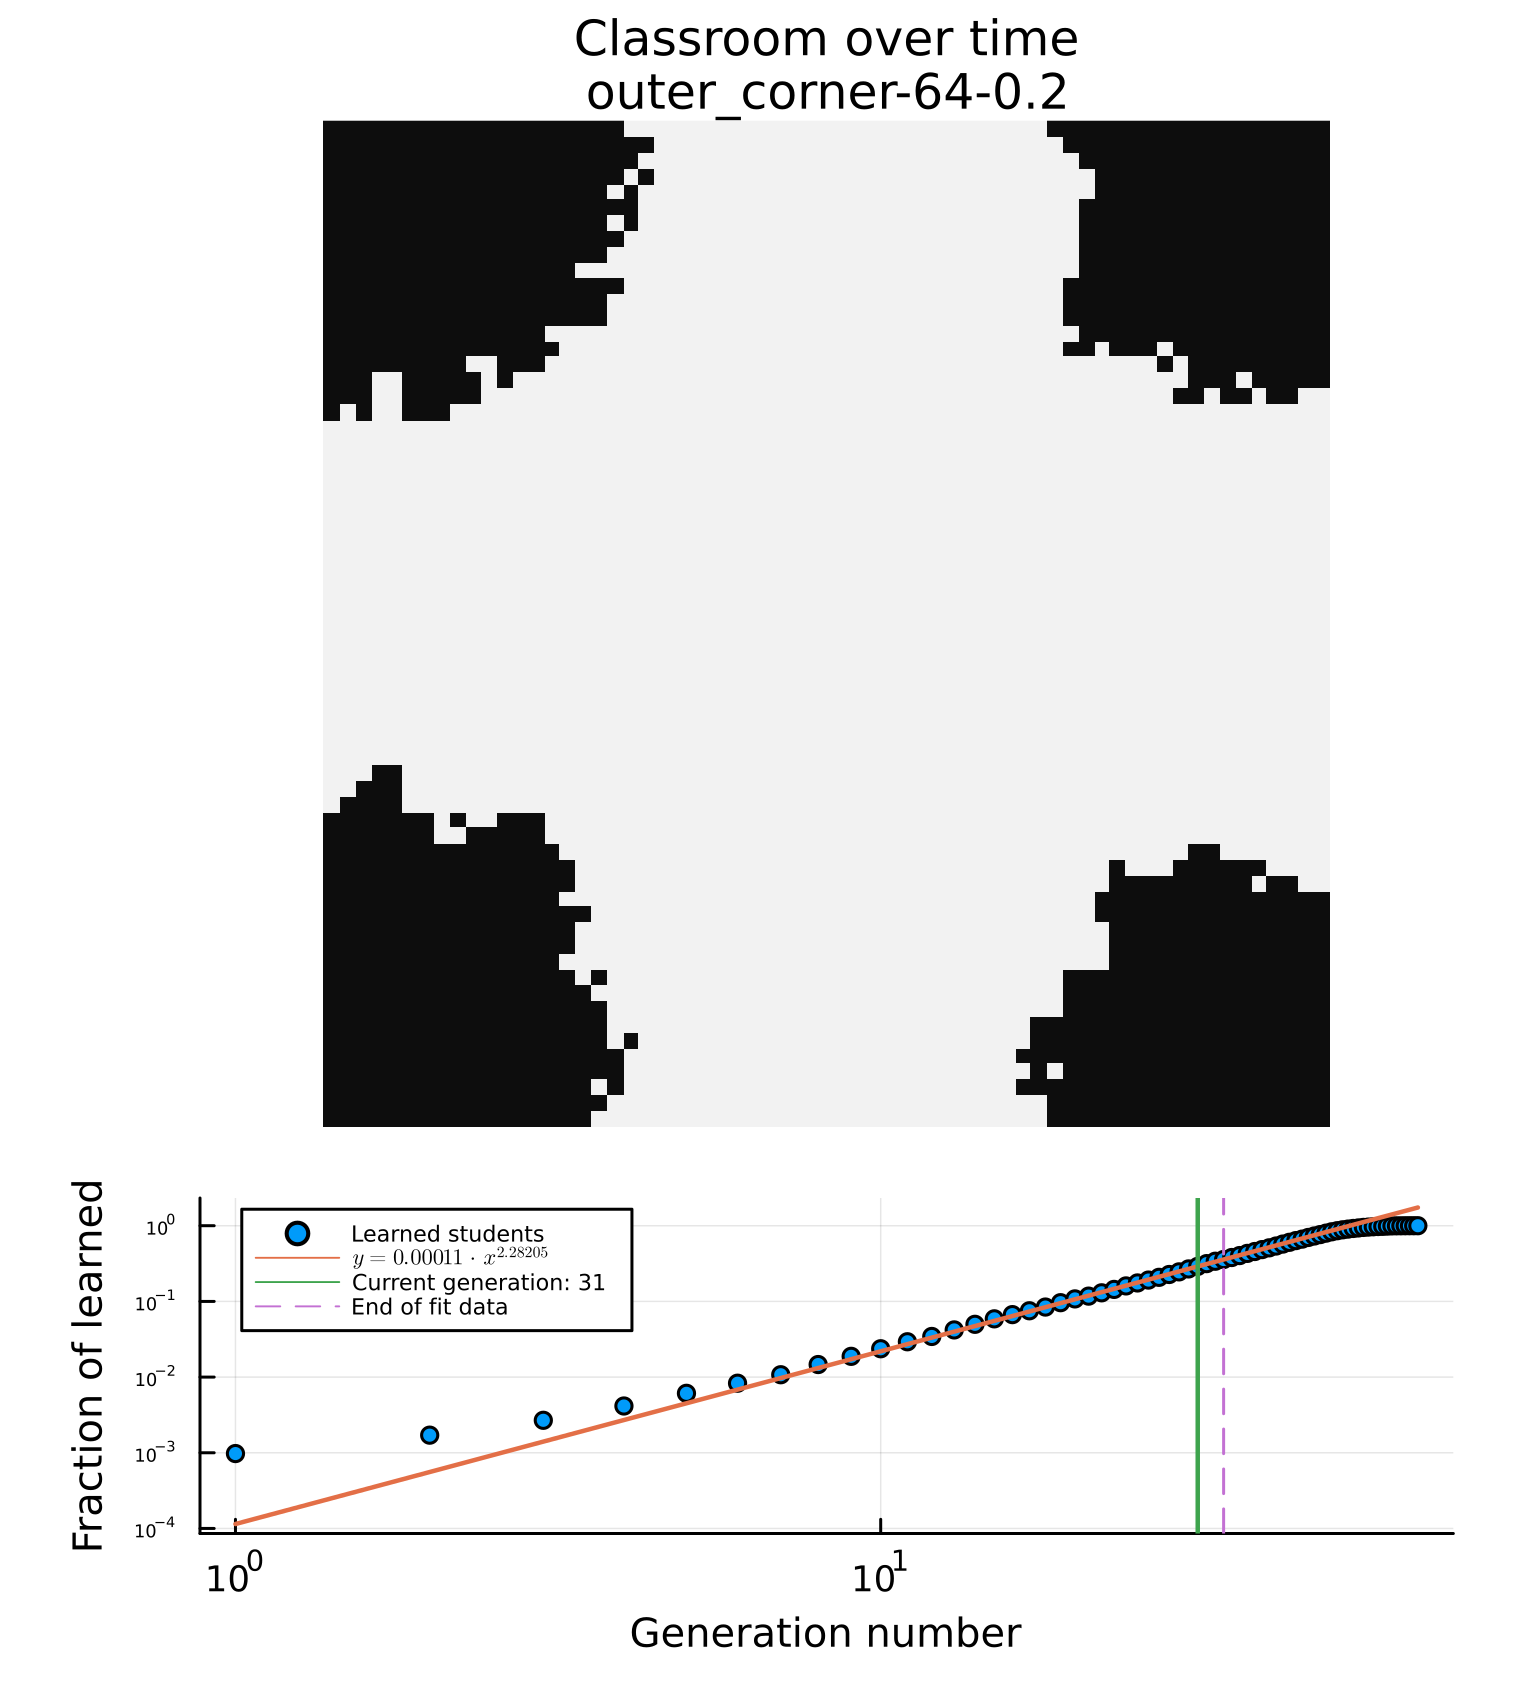 Classroom over time
outer_corner-64-0.2
Fraction of learned
10^0
10^-1
10^-2
10^-3
10^-4
Learned students
y = 0.00011 · x^2.28205
Current generation: 31
End of fit data
10^0
10^1
Generation number